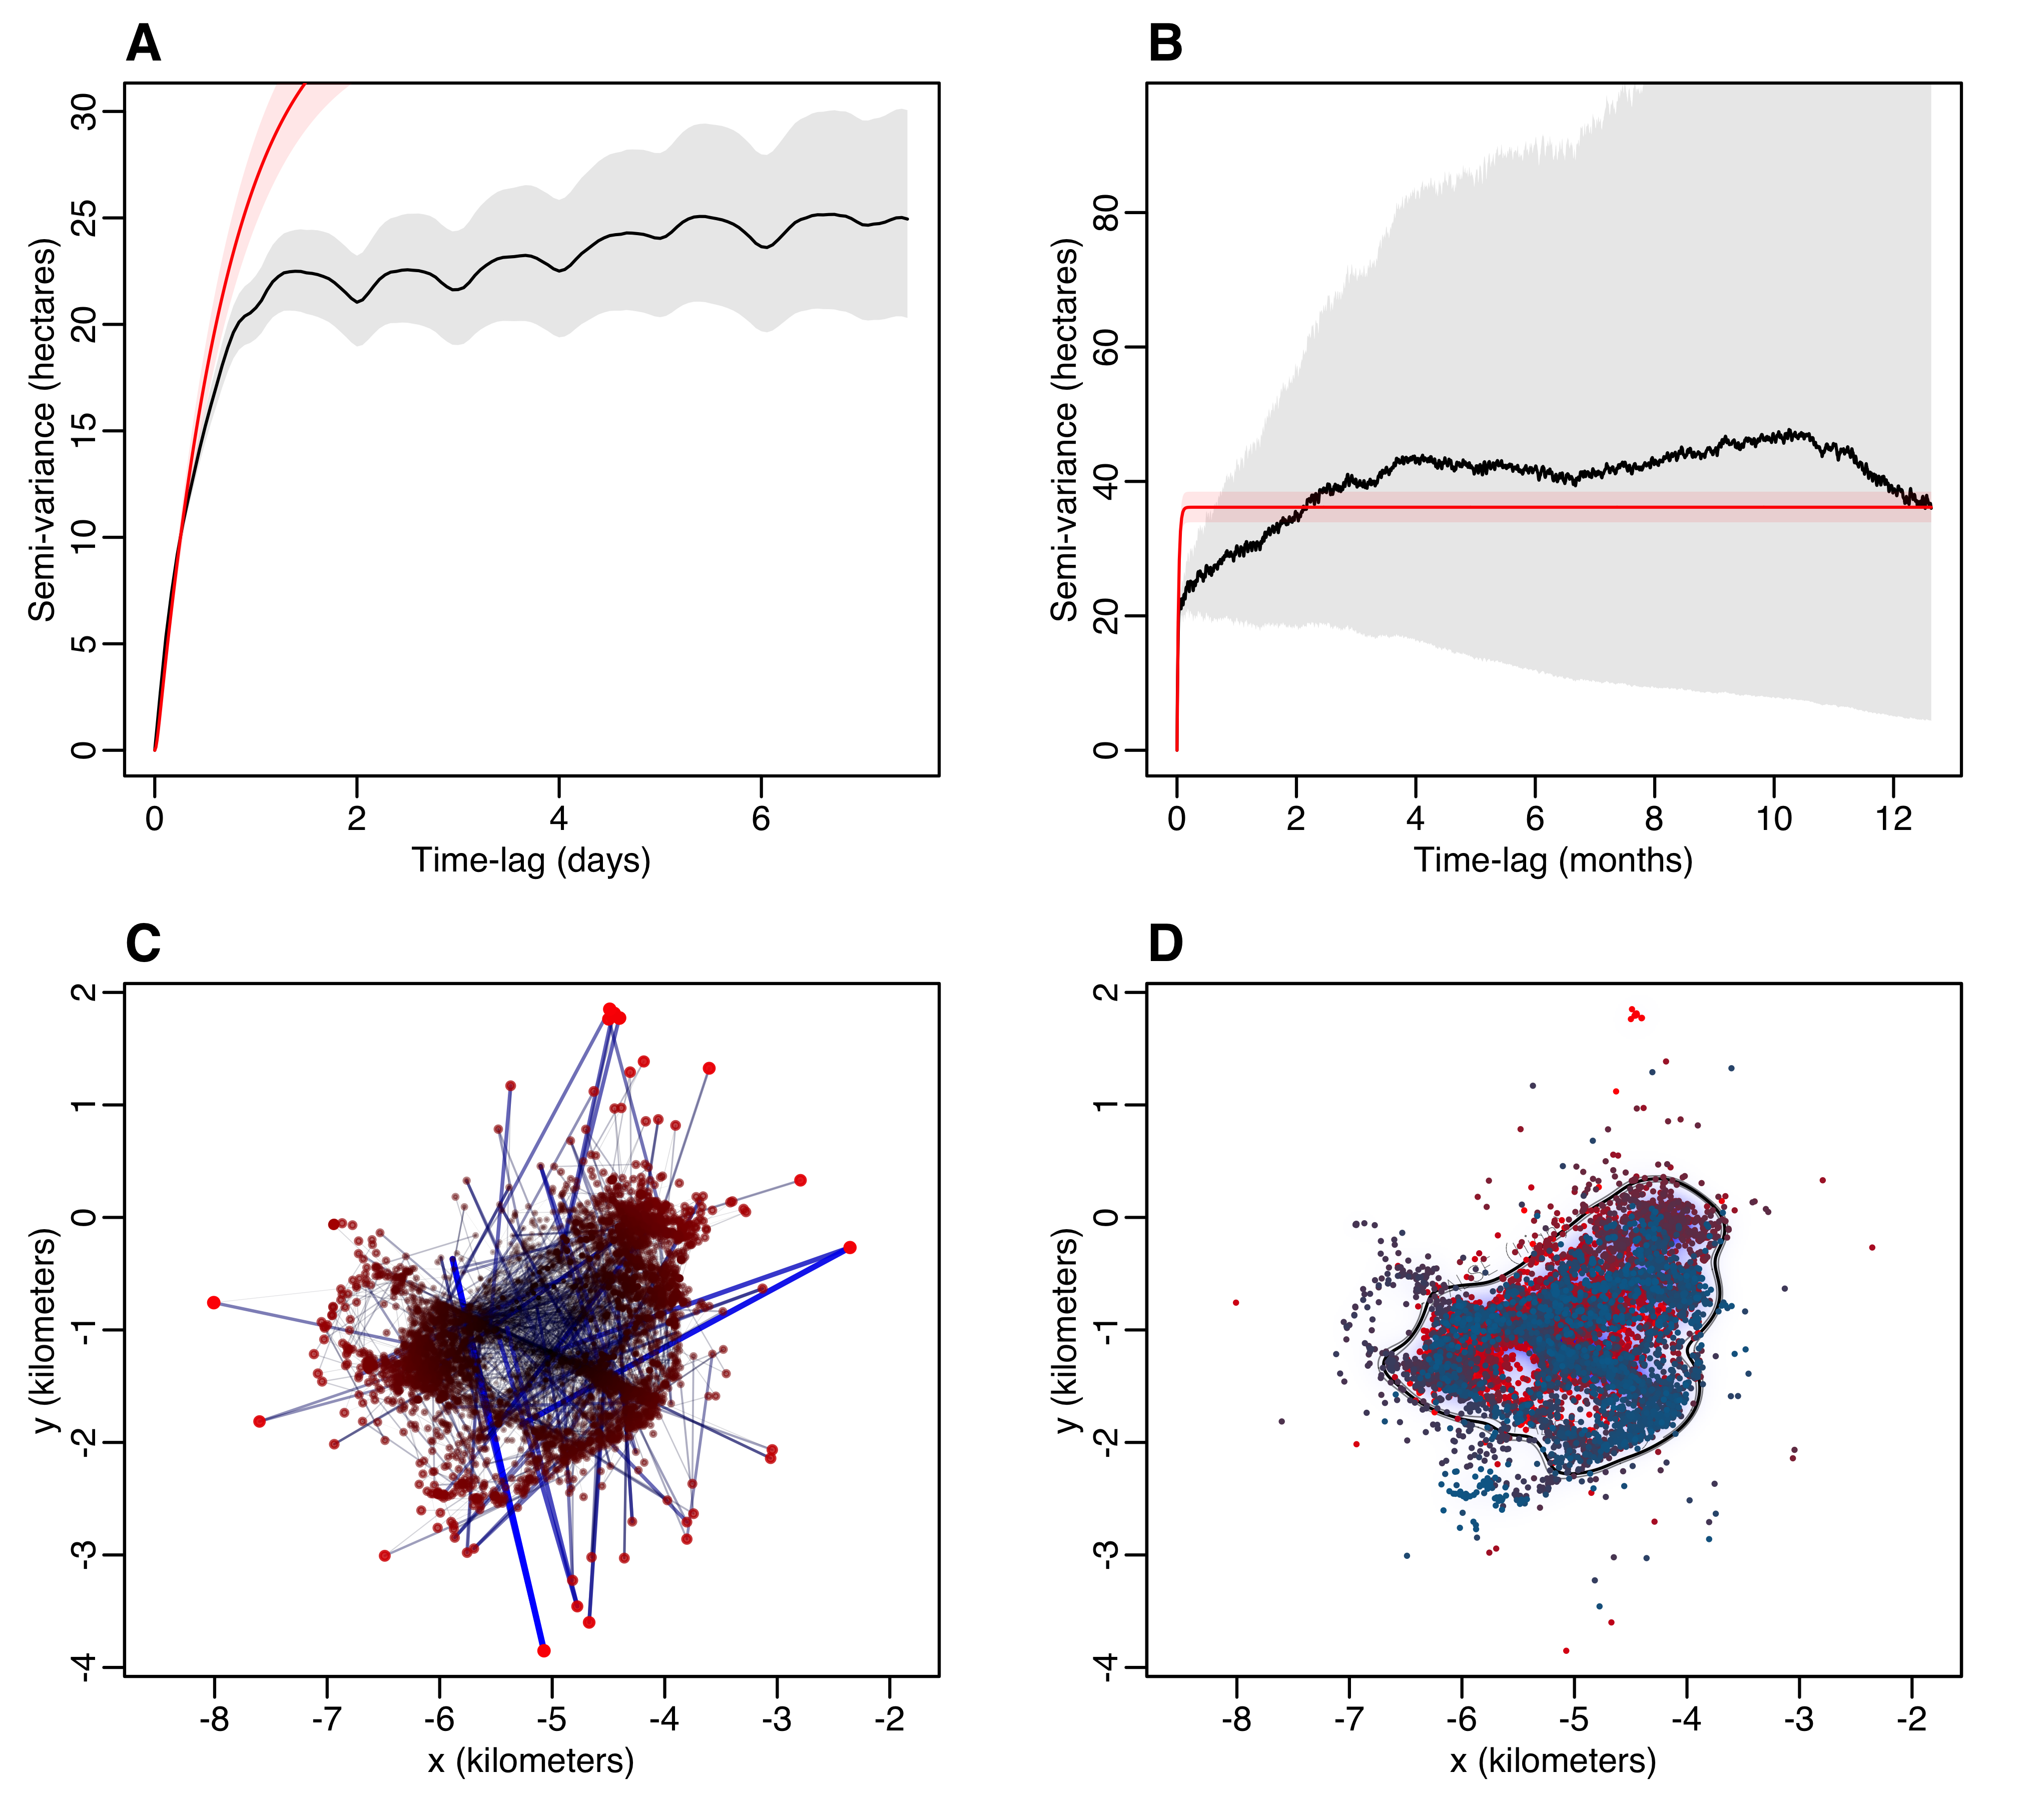 A
Semi-variance (hectares)
30
25
20
15
10
5
0
0 2 4 6
Time-lag (days)
B
Semi-variance (hectares)
80
60
40
20
0
0 2 4 6 8 10 12
Time-lag (months)
C
y (kilometers)
2
1
0
-1
-2
-3
-4
-8 -7 -6 -5 -4 -3 -2
x (kilometers)
D
y (kilometers)
2
1
0
-1
-2
-3
-4
-8 -7 -6 -5 -4 -3 -2
x (kilometers)